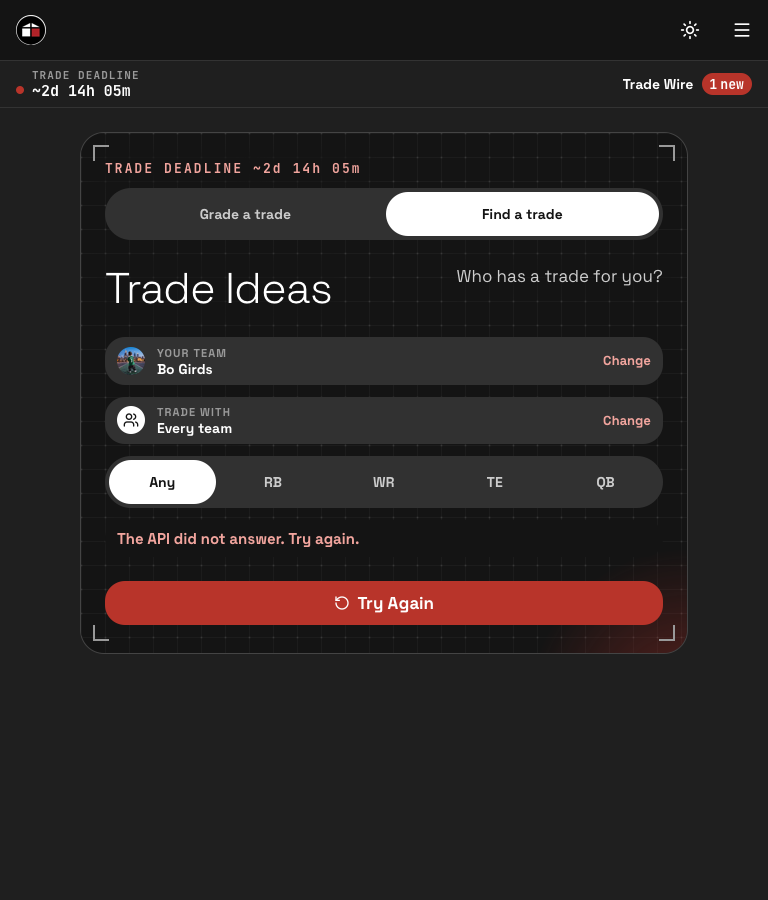 TRADE DEADLINE
~2d 14h 05m
Trade Wire
1 new
TRADE DEADLINE ~2d 14h 05m
Grade a trade
Find a trade
Trade Ideas
Who has a trade for you?
YOUR TEAM
Bo Girds
Change
TRADE WITH
Every team
Change
Any
RB
WR
TE
QB
The API did not answer. Try again.
Try Again